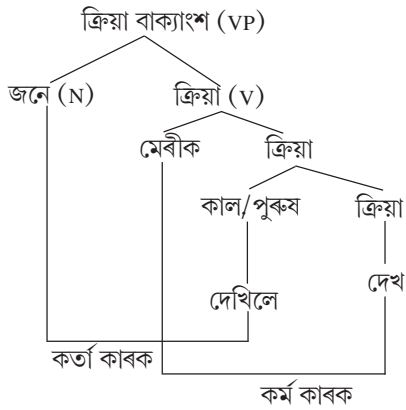 ক্ৰিয়া বাক্যাংশ (VP)
জনে (N) ক্ৰিয়া (V)
মেৰীক ক্ৰিয়া
কাল/পুৰুষ ক্ৰিয়া
দেখিলে দেখ
কৰ্তা কাৰক
কৰ্ম কাৰক